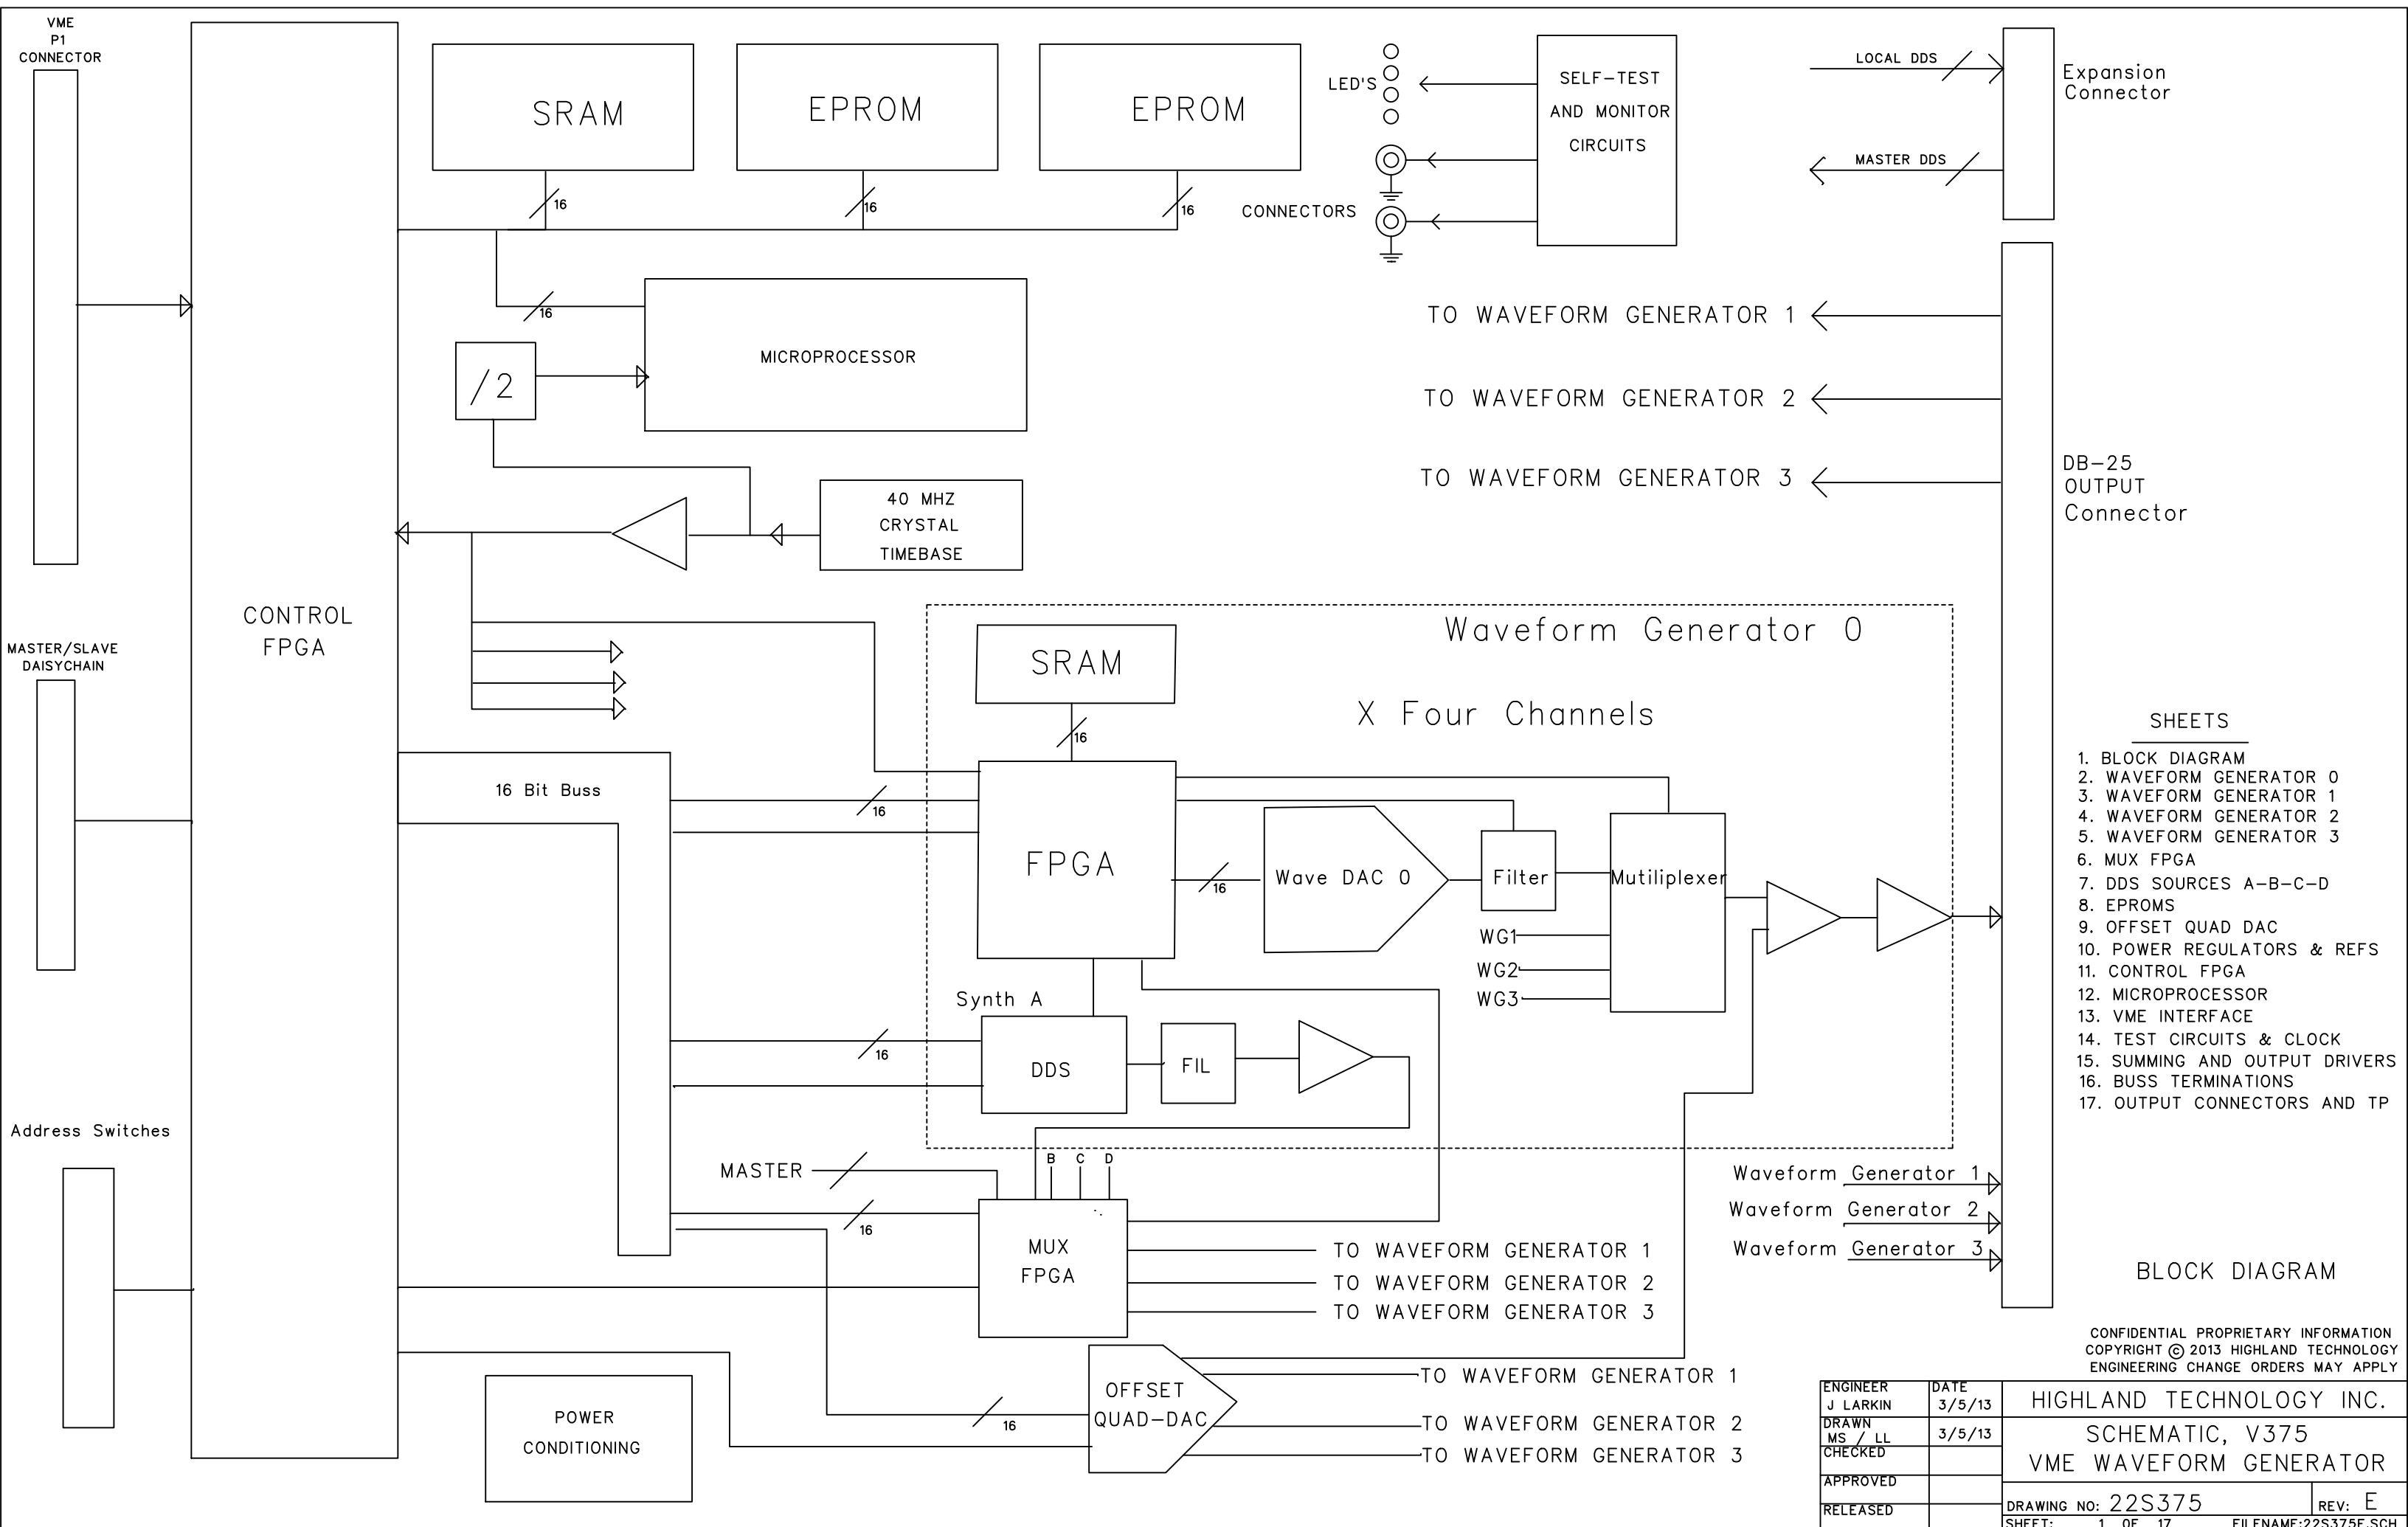 VME
P1
CONNECTOR
SRAM
EPROM
EPROM
16
16
16
LED'S
CONNECTORS
SELF-TEST
AND MONITOR
CIRCUITS
LOCAL DDS
MASTER DDS
Expansion
Connector
16
MICROPROCESSOR
/2
40 MHZ
CRYSTAL
TIMEBASE
TO WAVEFORM GENERATOR 1
TO WAVEFORM GENERATOR 2
TO WAVEFORM GENERATOR 3
DB-25
OUTPUT
Connector
CONTROL
FPGA
MASTER/SLAVE
DAISYCHAIN
Waveform Generator 0
X Four Channels
SRAM
16
16 Bit Buss
16
FPGA
16
Wave DAC 0
Filter
Mutiliplexer
WG1
WG2
WG3
Synth A
16
DDS
FIL
Address Switches
MASTER
B C D
16
MUX
FPGA
TO WAVEFORM GENERATOR 1
TO WAVEFORM GENERATOR 2
TO WAVEFORM GENERATOR 3
Waveform Generator 1
Waveform Generator 2
Waveform Generator 3
POWER
CONDITIONING
16
OFFSET
QUAD-DAC
TO WAVEFORM GENERATOR 1
TO WAVEFORM GENERATOR 2
TO WAVEFORM GENERATOR 3
SHEETS
1. BLOCK DIAGRAM
2. WAVEFORM GENERATOR 0
3. WAVEFORM GENERATOR 1
4. WAVEFORM GENERATOR 2
5. WAVEFORM GENERATOR 3
6. MUX FPGA
7. DDS SOURCES A-B-C-D
8. EPROMS
9. OFFSET QUAD DAC
10. POWER REGULATORS & REFS
11. CONTROL FPGA
12. MICROPROCESSOR
13. VME INTERFACE
14. TEST CIRCUITS & CLOCK
15. SUMMING AND OUTPUT DRIVERS
16. BUSS TERMINATIONS
17. OUTPUT CONNECTORS AND TP
BLOCK DIAGRAM
CONFIDENTIAL PROPRIETARY INFORMATION
COPYRIGHT © 2013 HIGHLAND TECHNOLOGY
ENGINEERING CHANGE ORDERS MAY APPLY
ENGINEER
J LARKIN
DATE
3/5/13
HIGHLAND TECHNOLOGY INC.
DRAWN
MS / LL
3/5/13
SCHEMATIC, V375
VME WAVEFORM GENERATOR
CHECKED
APPROVED
RELEASED
DRAWING NO: 22S375
REV: E
SHEET: 1 OF 17
FILENAME:22S375E.SCH